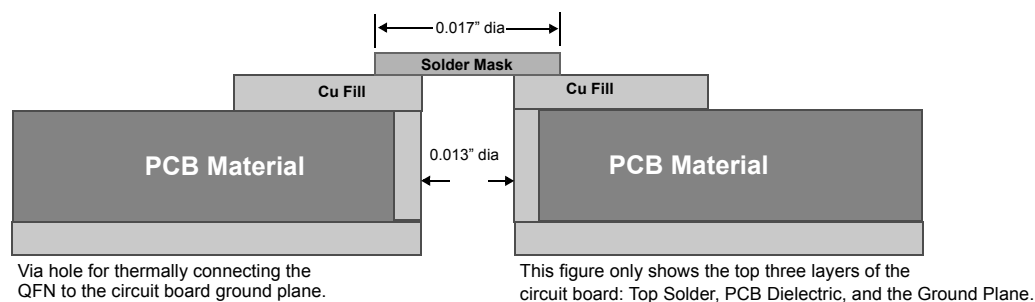 0.017” dia
Solder Mask
Cu Fill
Cu Fill
PCB Material
0.013” dia
PCB Material
Via hole for thermally connecting the
QFN to the circuit board ground plane.
This figure only shows the top three layers of the
circuit board: Top Solder, PCB Dielectric, and the Ground Plane.